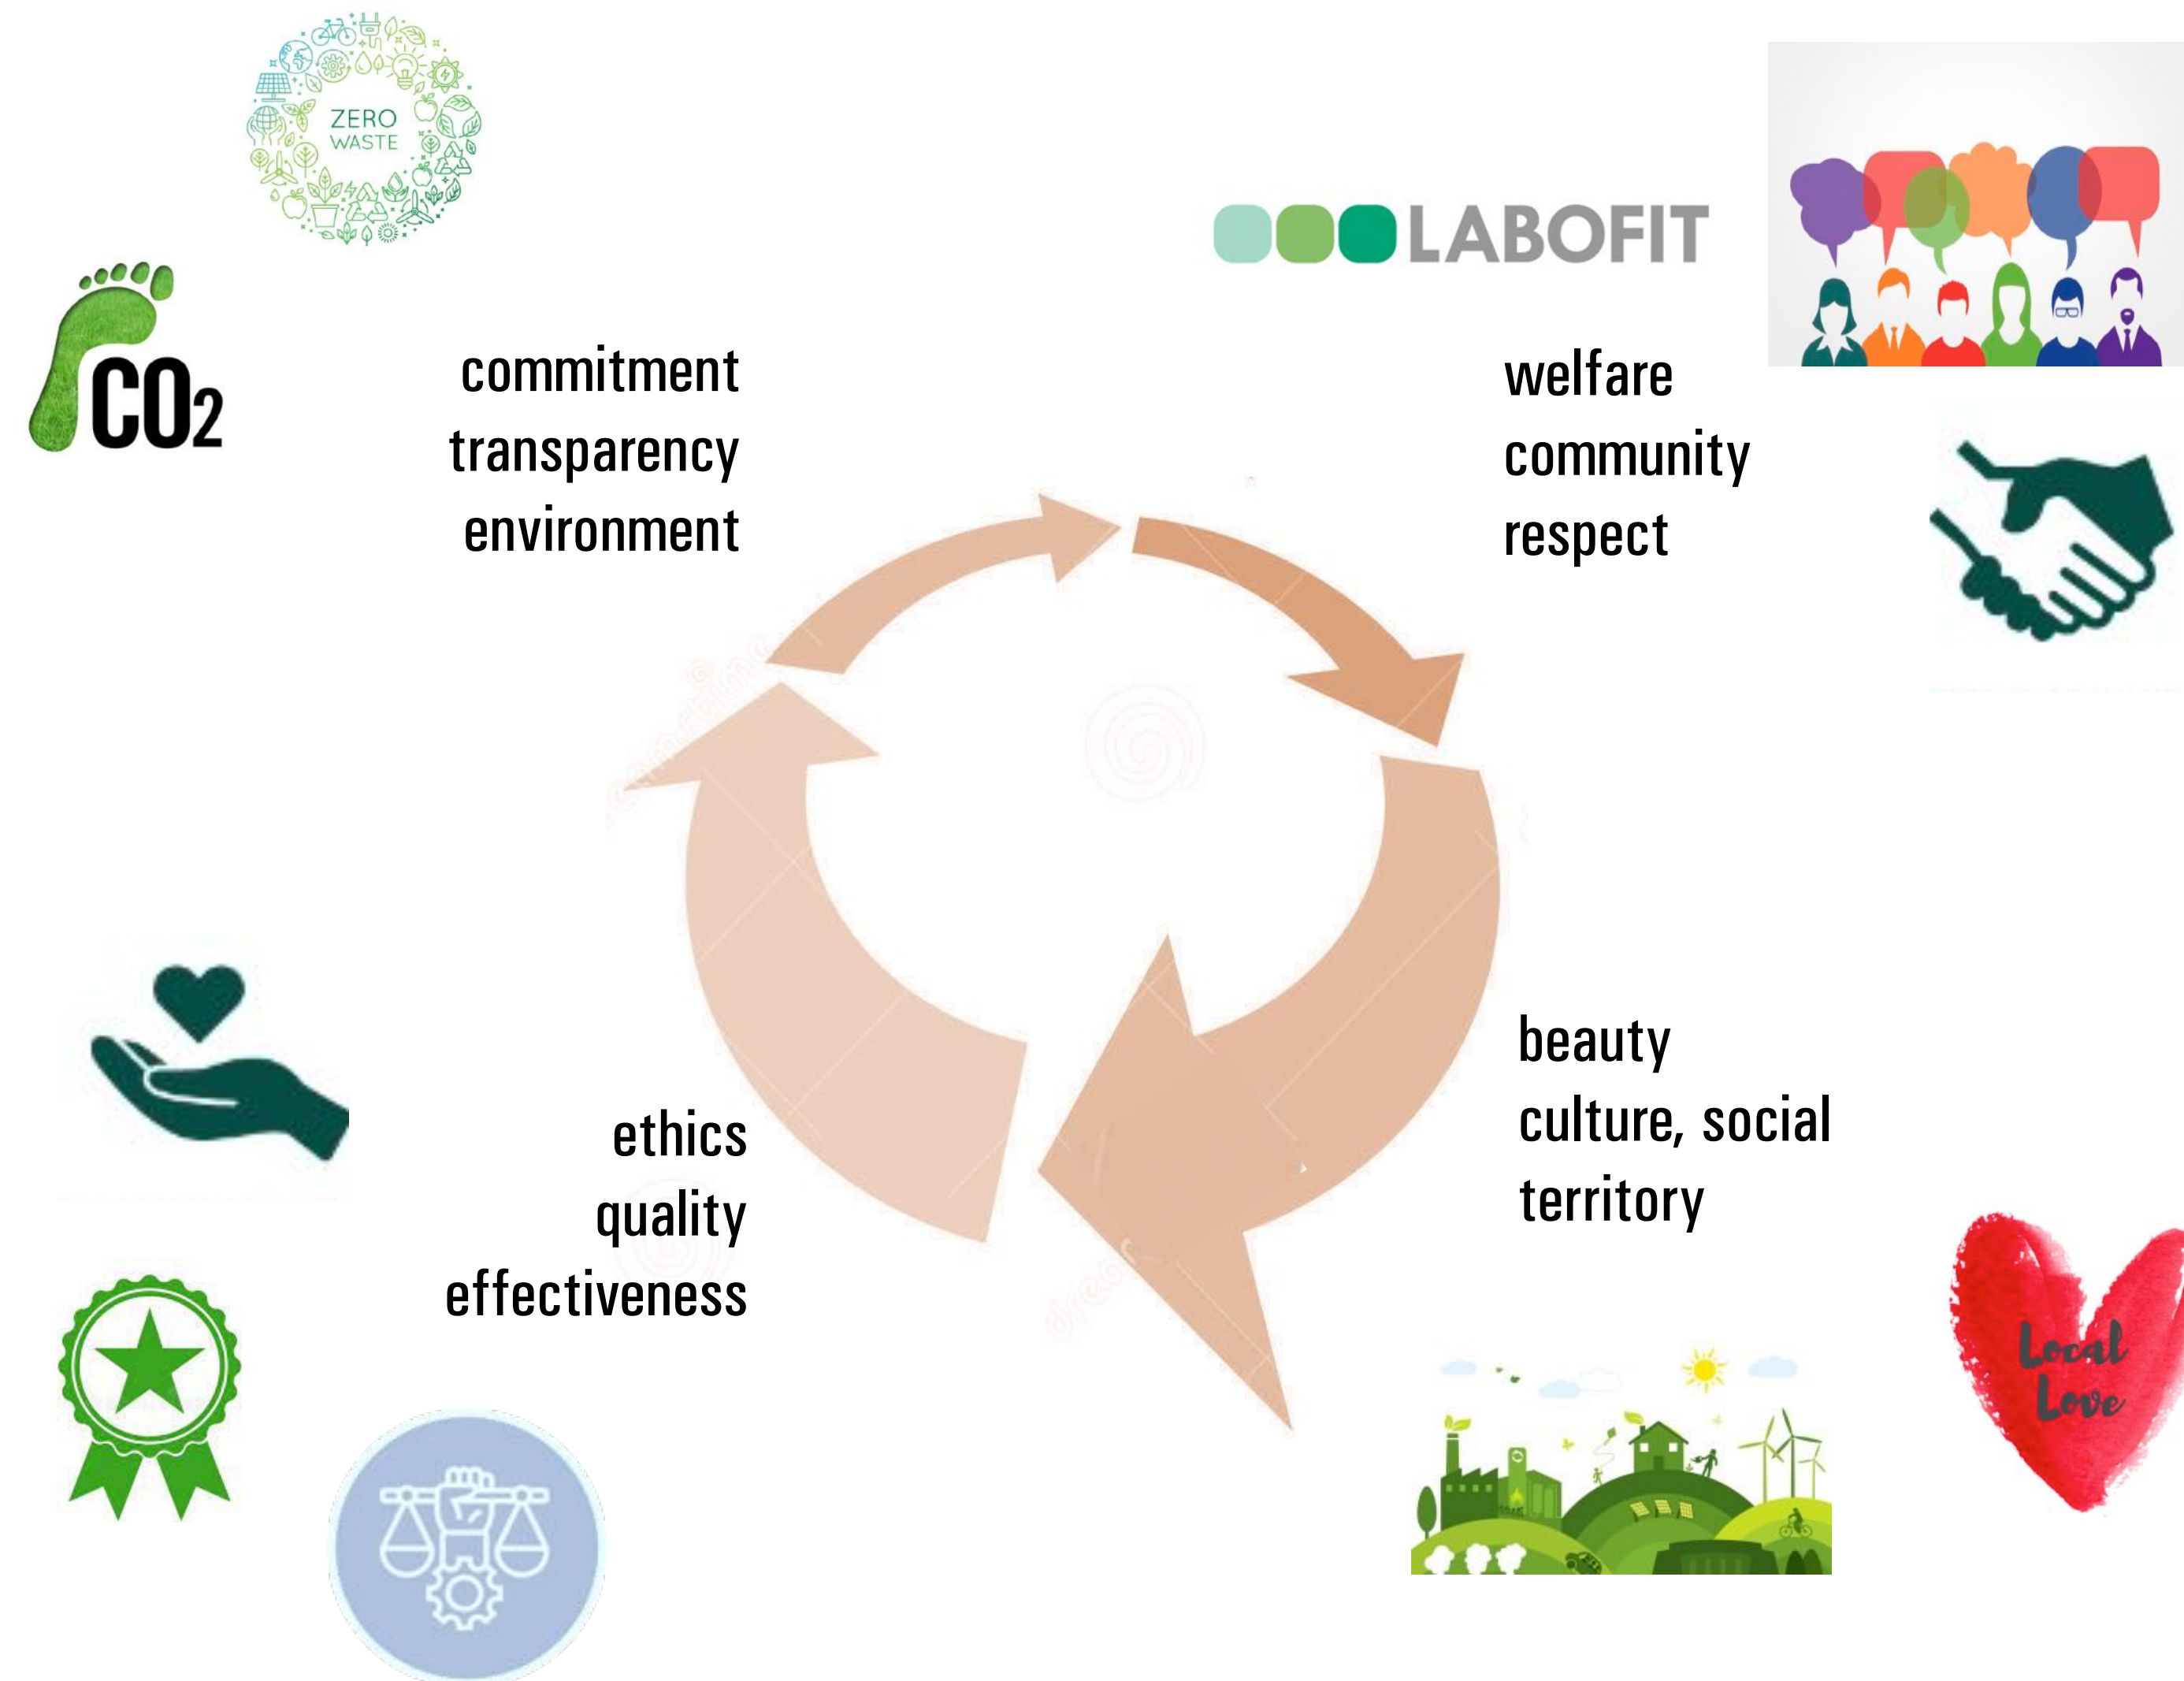 ZERO
WASTE
LABOFIT
CO2
commitment
transparency
environment
welfare
community
respect
ethics
quality
effectiveness
beauty
culture, social
territory
Local
Love